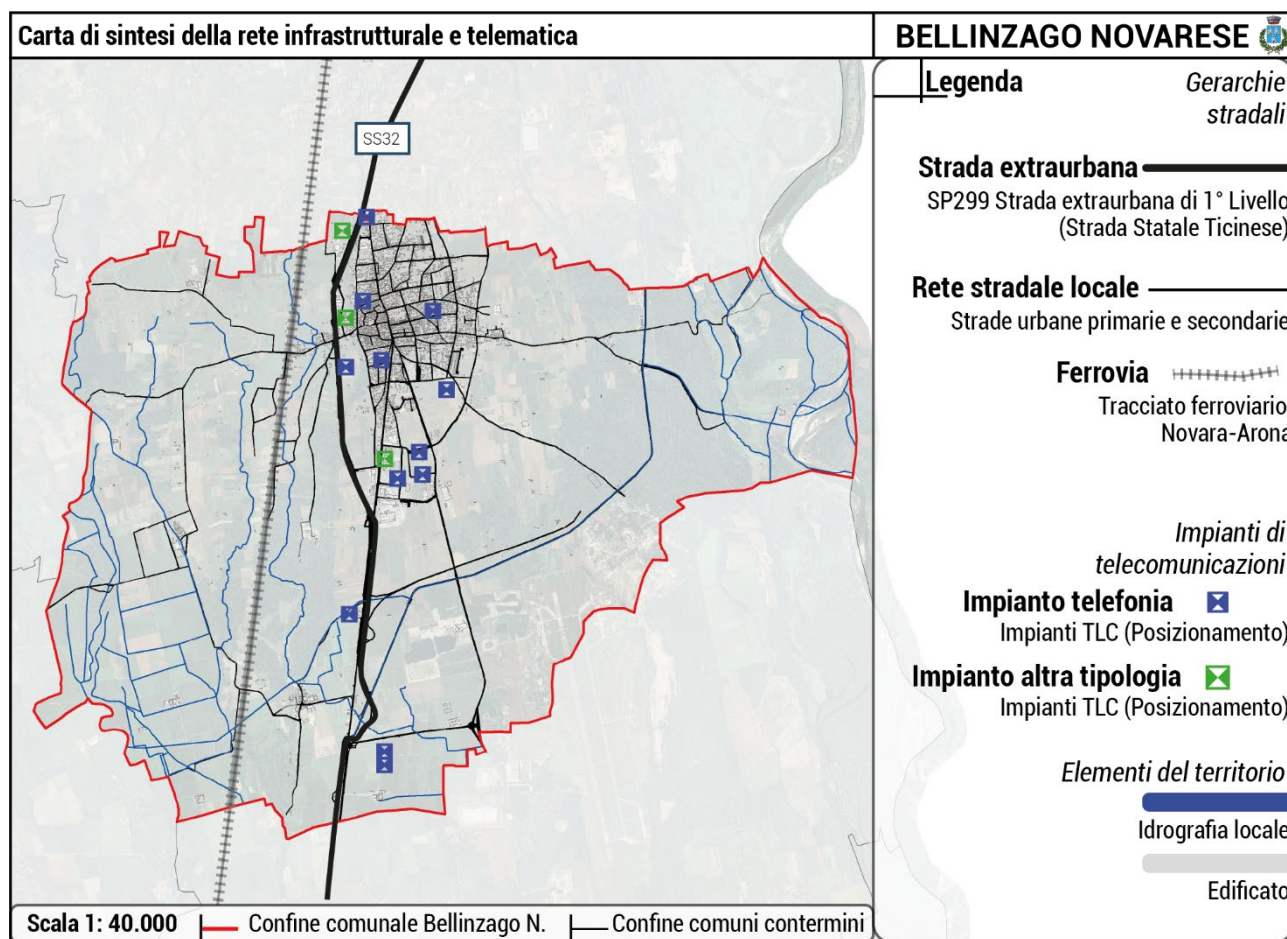 Carta di sintesi della rete infrastrutturale e telematica
BELLINZAGO NOVARESE
SS32
Legenda
Gerarchie
stradali
Strada extraurbana
SP299 Strada extraurbana di 1° Livello
(Strada Statale Ticinese)
Rete stradale locale
Strade urbane primarie e secondarie
Ferrovia
Tracciato ferroviario
Novara-Arona
Impianti di
telecomunicazioni
Impianto telefonia
Impianti TLC (Posizionamento)
Impianto altra tipologia
Impianti TLC (Posizionamento)
Elementi del territorio
Idrografia locale
Edificato
Scala 1: 40.000
Confine comunale Bellinzago N.
Confine comuni contermini